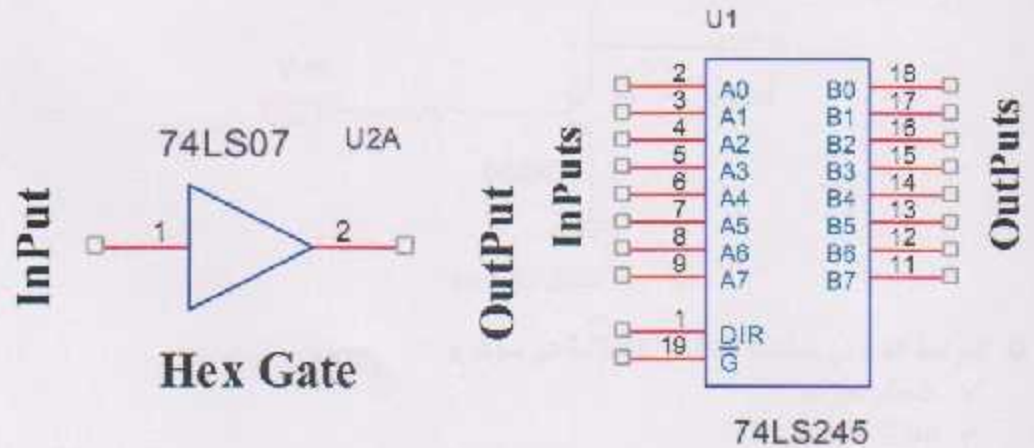 74LS07 U2A
InPut
1
2
OutPut
Hex Gate
U1
InPuts
2 A0 B0 18
3 A1 B1 17
4 A2 B2 16
5 A3 B3 15
6 A4 B4 14
7 A5 B5 13
8 A6 B6 12
9 A7 B7 11
1 DIR
19 G
OutPuts
74LS245